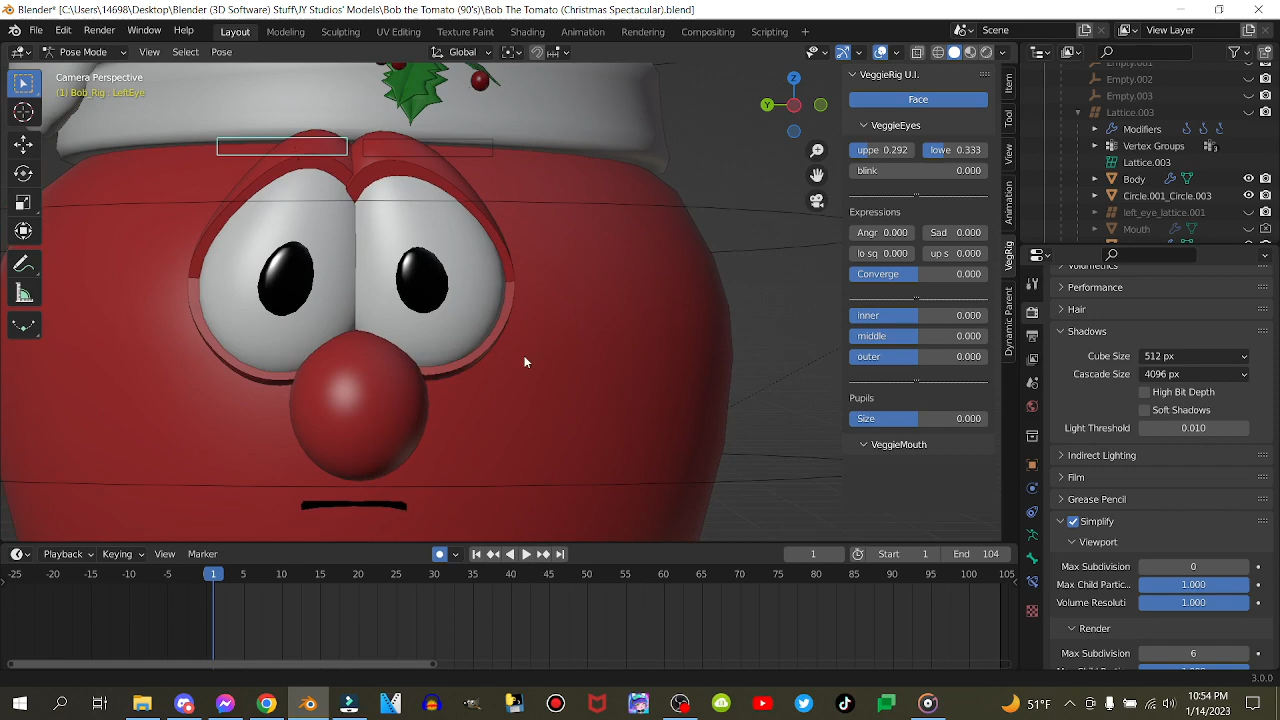 Blender* [C:\Users\14698\Desktop\Blender (3D Software) Stuff\JY Studios' Models\Bob the Tomato (90's)\Bob The Tomato (Christmas Spectacular).blend]
File Edit Render Window Help Layout Modeling Sculpting UV Editing Texture Paint Shading Animation Rendering Compositing Scripting + Scene View Layer
Pose Mode View Select Pose Global
Camera Perspective
(1) Bob_Rig : LeftEye
Z
Y
VeggieRig U.I.
Face
VeggieEyes
uppe 0.292 lowe 0.333
blink 0.000
Expressions
Angr 0.000 Sad 0.000
lo sq 0.000 up s 0.000
Converge 0.000
inner 0.000
middle 0.000
outer 0.000
Pupils
Size 0.000
VeggieMouth
Item
Tool
View
Animation
VegRig
Dynamic Parent
Empty.001
Empty.002
Empty.003
Lattice.003
Modifiers
Vertex Groups
Lattice.003
Body
Circle.001_Circle.003
left_eye_lattice.001
Mouth
Volumetrics
Performance
Hair
Shadows
Cube Size 512 px
Cascade Size 4096 px
High Bit Depth
Soft Shadows
Light Threshold 0.010
Indirect Lighting
Film
Grease Pencil
Simplify
Viewport
Max Subdivision 0
Max Child Partic... 1.000
Volume Resoluti 1.000
Render
Max Subdivision 6
Playback Keying View Marker 1 Start 1 End 104
-25 -20 -15 -10 -5 1 5 10 15 20 25 30 35 40 45 50 55 60 65 70 75 80 85 90 95 100 105
3.0.0
51°F
10:54 PM
1/14/2023